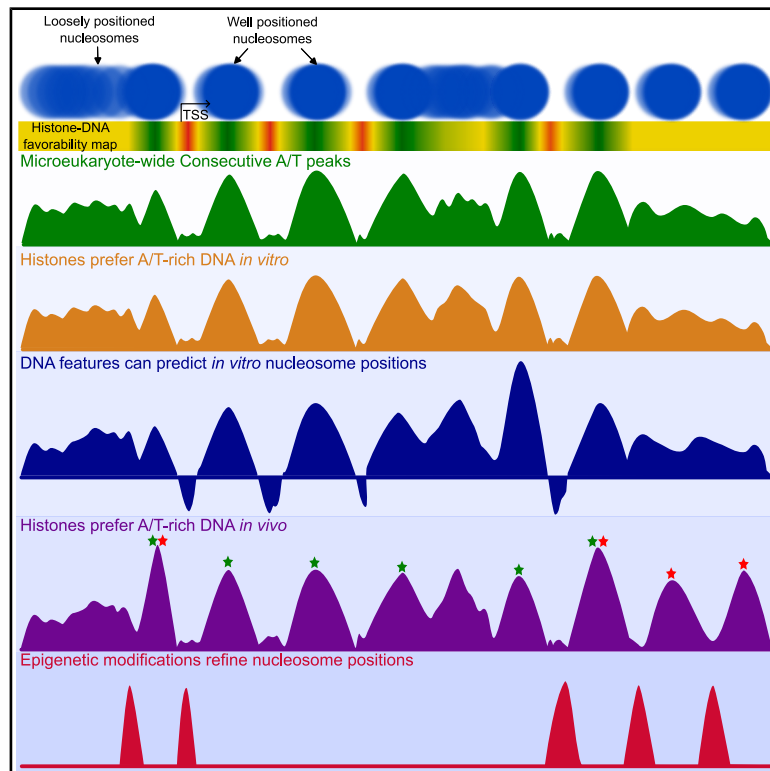 Loosely positioned
nucleosomes
Well positioned
nucleosomes
TSS
Histone-DNA
favorability map
Microeukaryote-wide Consecutive A/T peaks
Histones prefer A/T-rich DNA in vitro
DNA features can predict in vitro nucleosome positions
Histones prefer A/T-rich DNA in vivo
Epigenetic modifications refine nucleosome positions